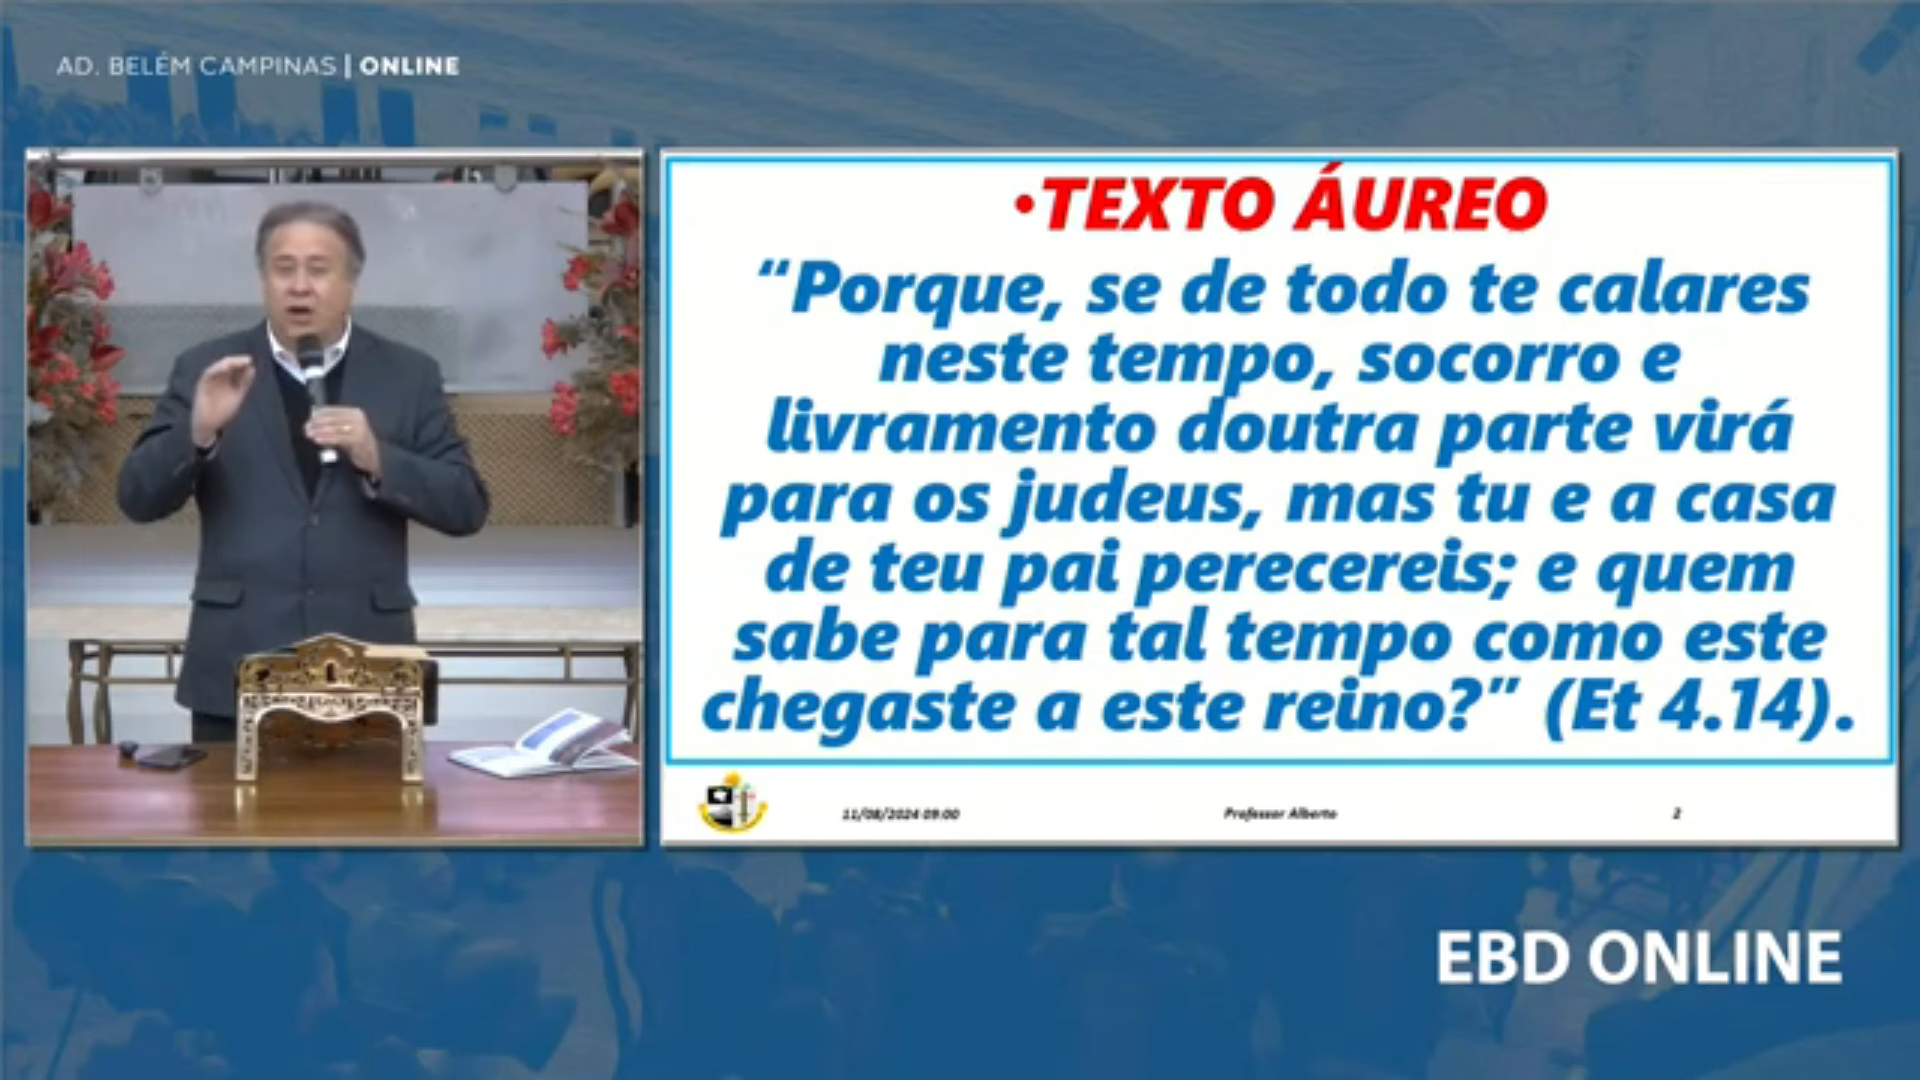 AD. BELÉM CAMPINAS | ONLINE
•TEXTO ÁUREO
“Porque, se de todo te calares
neste tempo, socorro e
livramento doutra parte virá
para os judeus, mas tu e a casa
de teu pai perecereis; e quem
sabe para tal tempo como este
chegaste a este reino?” (Et 4.14).
11/08/2024 09:00
Professor Alberto
2
EBD ONLINE